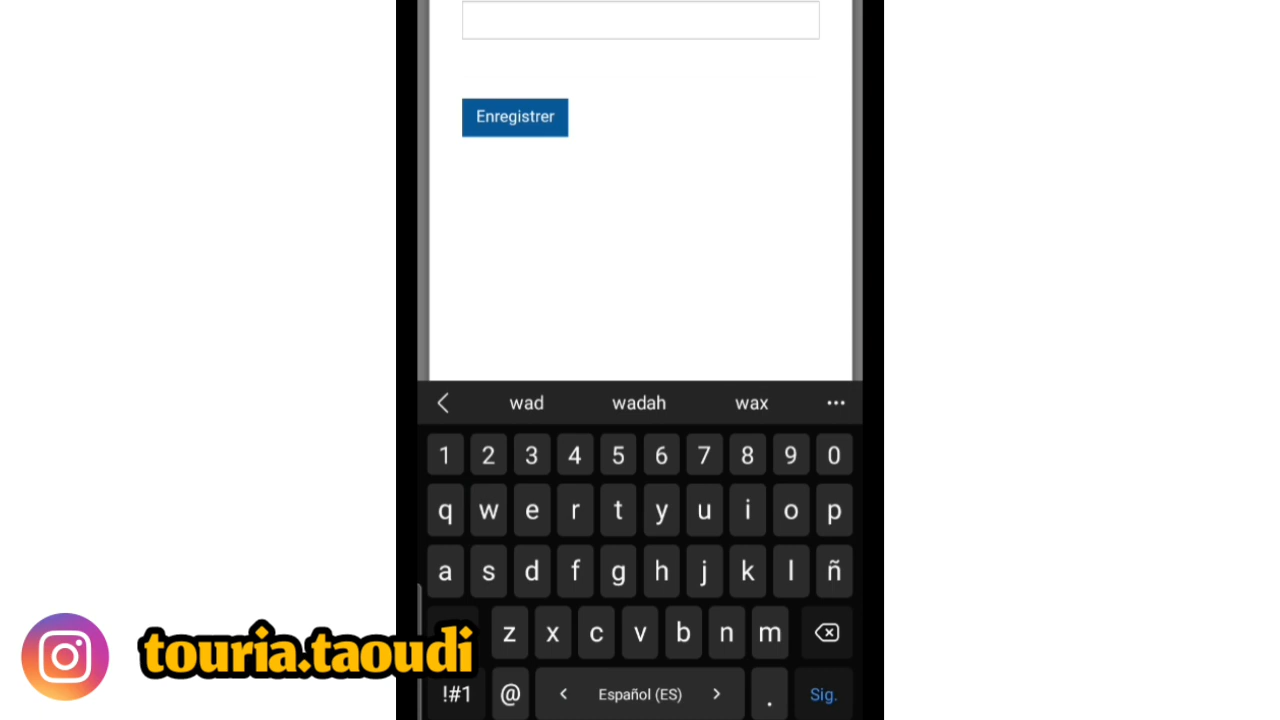 Enregistrer
wad wadah wax ...
1 2 3 4 5 6 7 8 9 0
q w e r t y u i o p
a s d f g h j k l ñ
z x c v b n m
touria.taoudi
!#1 @ < Español (ES) > . Sig.